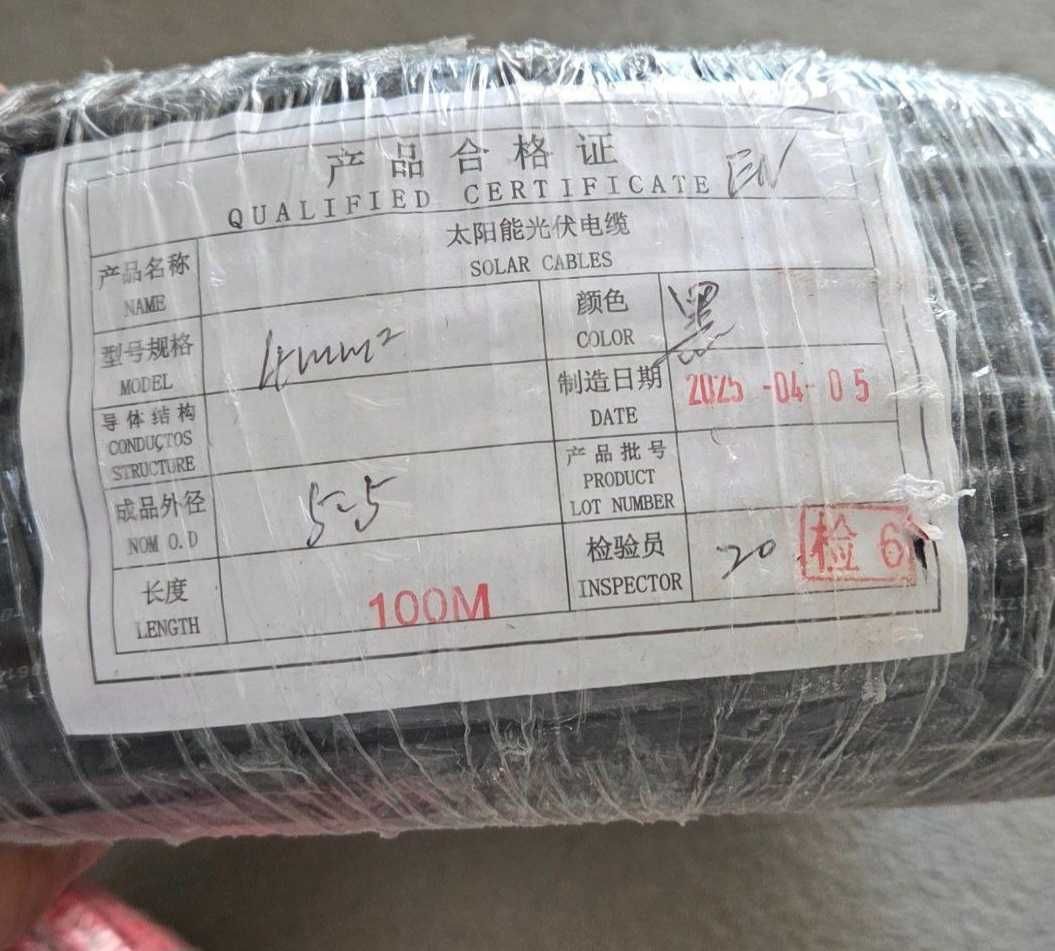 产品合格证
QUALIFIED CERTIFICATE EN
产品名称
NAME
太阳能光伏电缆
SOLAR CABLES
型号规格
MODEL
4mm²
颜色
COLOR
黑
导体结构
CONDUCTOS
STRUCTURE
制造日期
DATE
2025-04-05
成品外径
NOM O.D
5-5
产品批号
PRODUCT
LOT NUMBER
长度
LENGTH
100M
检验员
INSPECTOR
20 检 6